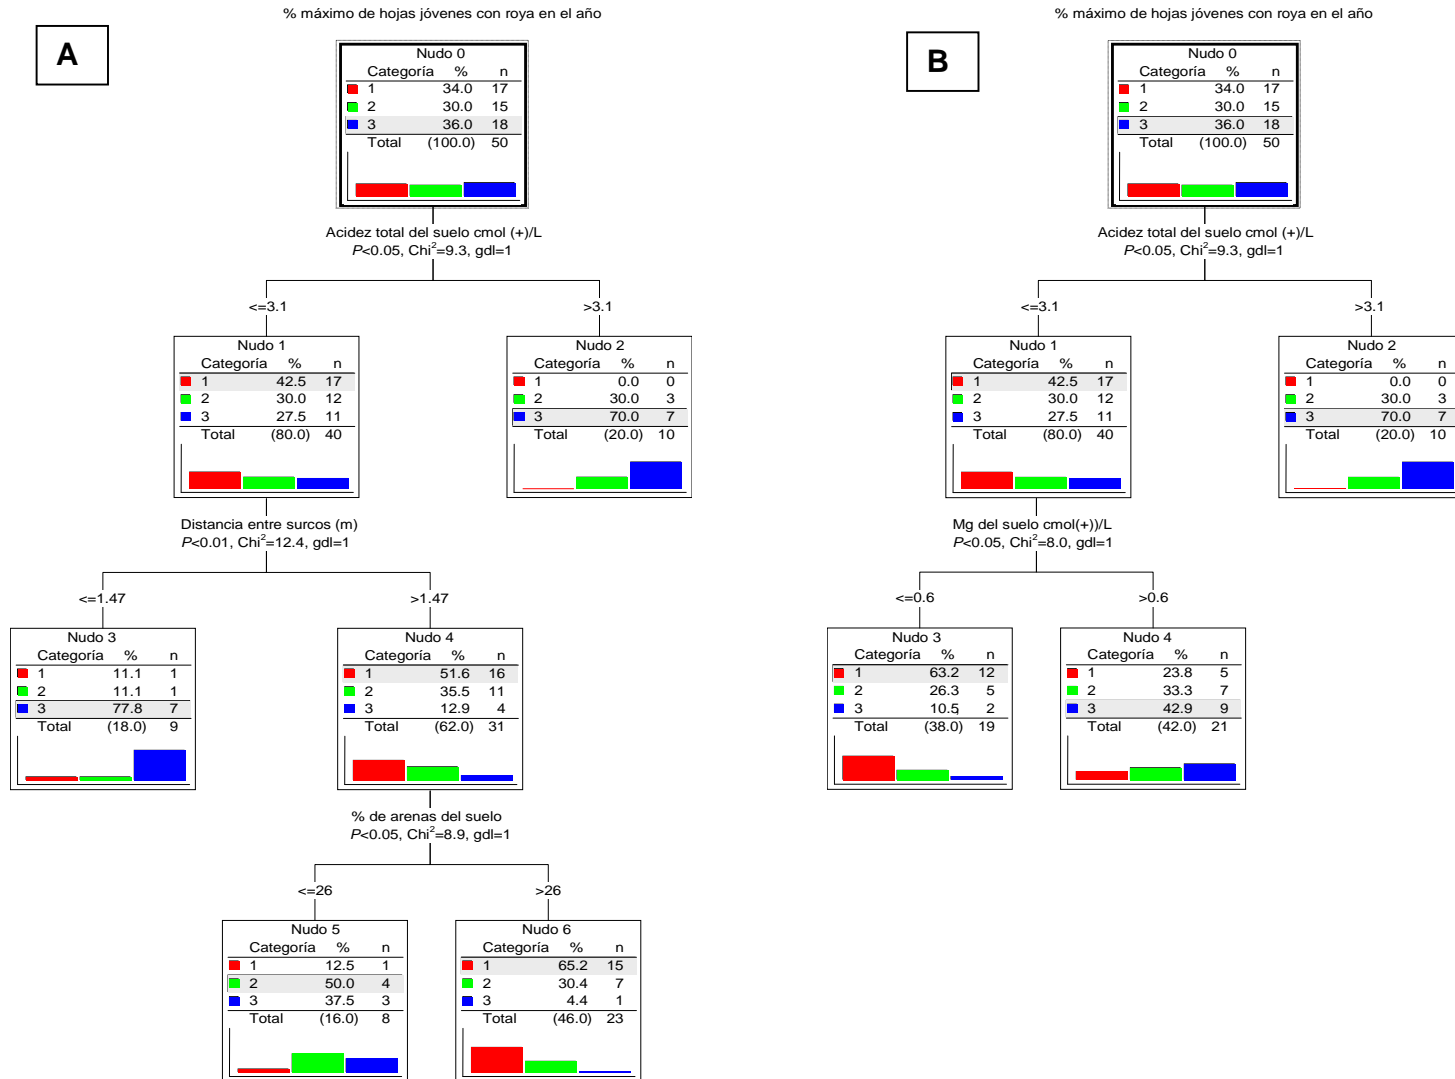 % máximo de hojas jóvenes con roya en el año
A
Nudo 0
Categoría % n
1 34.0 17
2 30.0 15
3 36.0 18
Total (100.0) 50
Acidez total del suelo cmol (+)/L
P<0.05, Chi²=9.3, gdl=1
<=3.1
>3.1
Nudo 1
Categoría % n
1 42.5 17
2 30.0 12
3 27.5 11
Total (80.0) 40
Nudo 2
Categoría % n
1 0.0 0
2 30.0 3
3 70.0 7
Total (20.0) 10
Distancia entre surcos (m)
P<0.01, Chi²=12.4, gdl=1
<=1.47
>1.47
Nudo 3
Categoría % n
1 11.1 1
2 11.1 1
3 77.8 7
Total (18.0) 9
Nudo 4
Categoría % n
1 51.6 16
2 35.5 11
3 12.9 4
Total (62.0) 31
% de arenas del suelo
P<0.05, Chi²=8.9, gdl=1
<=26
>26
Nudo 5
Categoría % n
1 12.5 1
2 50.0 4
3 37.5 3
Total (16.0) 8
Nudo 6
Categoría % n
1 65.2 15
2 30.4 7
3 4.4 1
Total (46.0) 23
% máximo de hojas jóvenes con roya en el año
B
Nudo 0
Categoría % n
1 34.0 17
2 30.0 15
3 36.0 18
Total (100.0) 50
Acidez total del suelo cmol (+)/L
P<0.05, Chi²=9.3, gdl=1
<=3.1
>3.1
Nudo 1
Categoría % n
1 42.5 17
2 30.0 12
3 27.5 11
Total (80.0) 40
Nudo 2
Categoría % n
1 0.0 0
2 30.0 3
3 70.0 7
Total (20.0) 10
Mg del suelo cmol(+))/L
P<0.05, Chi²=8.0, gdl=1
<=0.6
>0.6
Nudo 3
Categoría % n
1 63.2 12
2 26.3 5
3 10.5 2
Total (38.0) 19
Nudo 4
Categoría % n
1 23.8 5
2 33.3 7
3 42.9 9
Total (42.0) 21